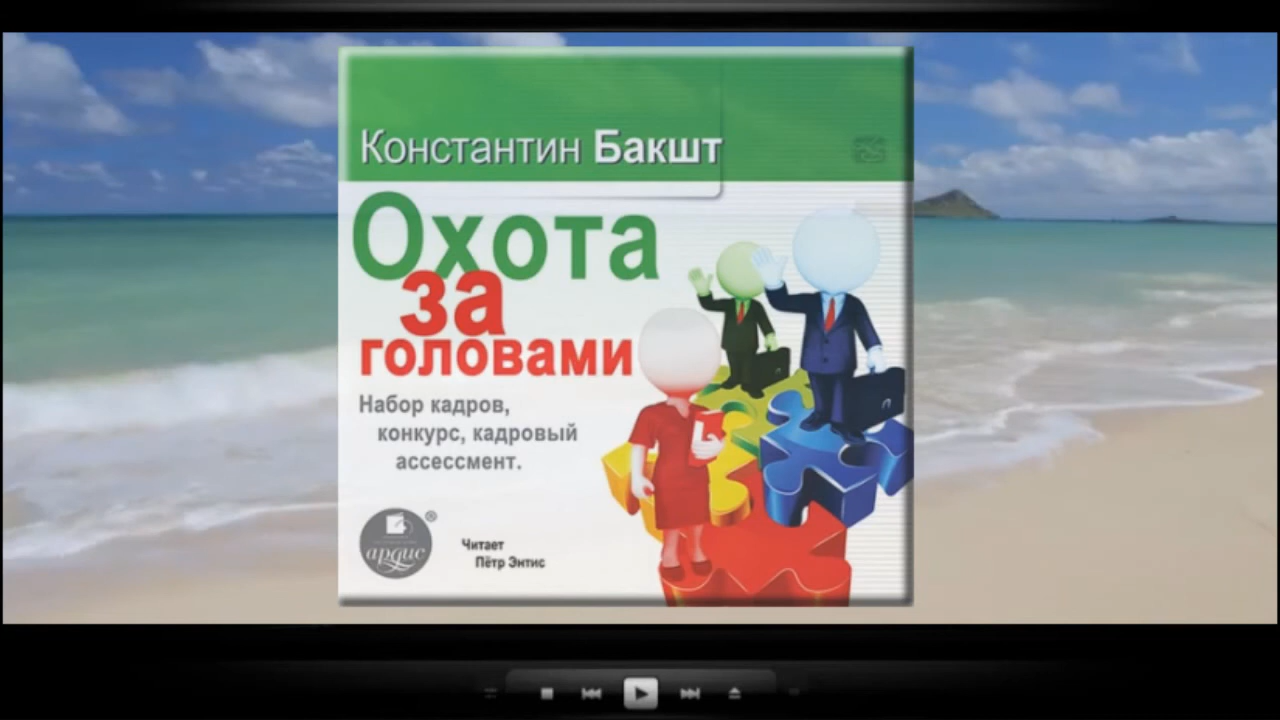 Константин Бакшт
Охота
за
головами
Набор кадров,
конкурс, кадровый
ассессмент.
ардис®
Читает
Пётр Энтис